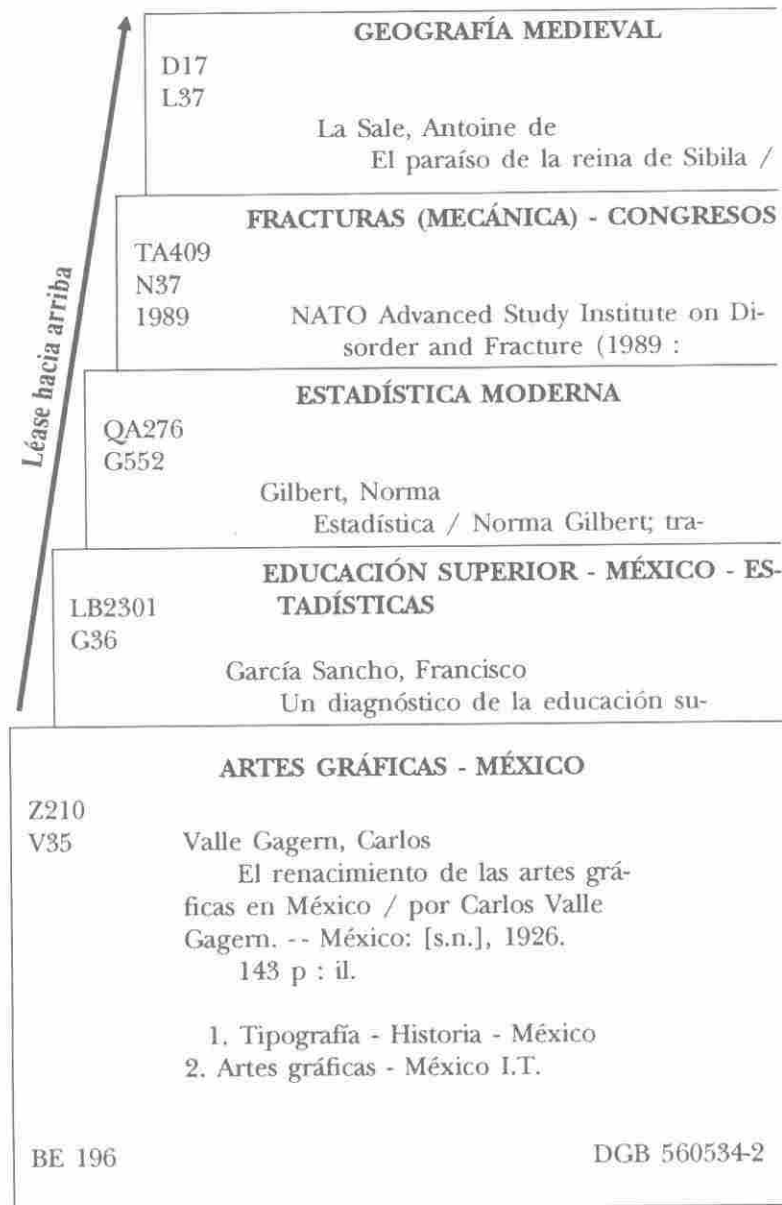 GEOGRAFÍA MEDIEVAL
D17
L37
La Sale, Antoine de
El paraíso de la reina de Sibila /
FRACTURAS (MECÁNICA) - CONGRESOS
TA409
N37
1989 NATO Advanced Study Institute on Di-
sorder and Fracture (1989 :
Léase hacia arriba
ESTADÍSTICA MODERNA
QA276
G552
Gilbert, Norma
Estadística / Norma Gilbert; tra-
EDUCACIÓN SUPERIOR - MÉXICO - ES-
LB2301 TADÍSTICAS
G36
García Sancho, Francisco
Un diagnóstico de la educación su-
ARTES GRÁFICAS - MÉXICO
Z210
V35 Valle Gagern, Carlos
El renacimiento de las artes grá-
ficas en México / por Carlos Valle
Gagern. -- México: [s.n.], 1926.
143 p : il.
1. Tipografía - Historia - México
2. Artes gráficas - México I.T.
BE 196 DGB 560534-2